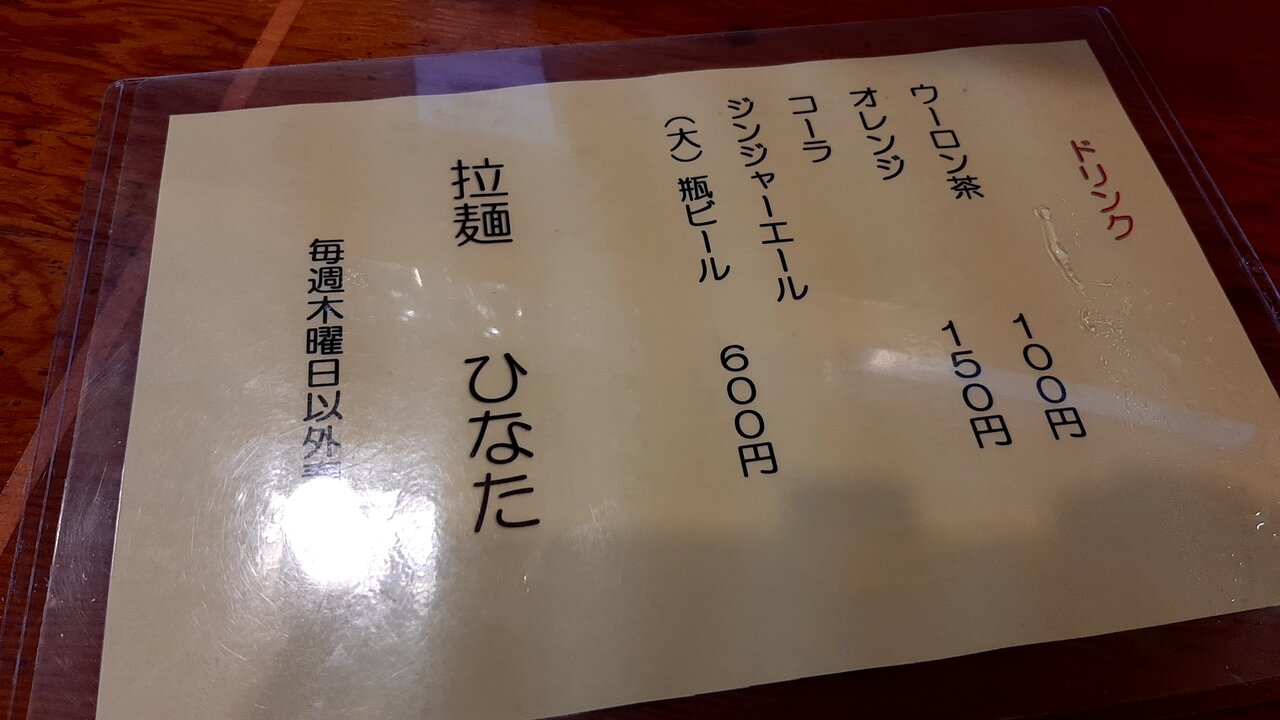 ドリンク
ウーロン茶　１００円
オレンジ　１５０円
コーラ
ジンジャーエール
（大）瓶ビール　６００円
拉麺　ひなた
毎週木曜日以外